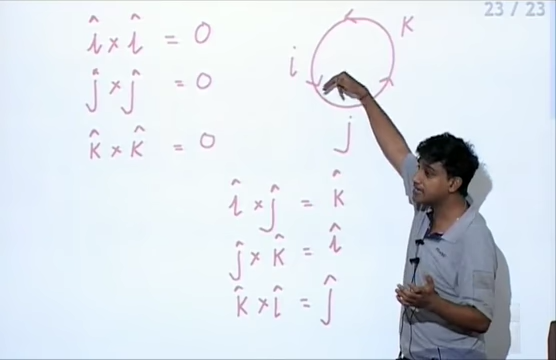 23 / 23
î × î = 0
ĵ × ĵ = 0
k̂ × k̂ = 0
i
k
j
î × ĵ = k̂
ĵ × k̂ = î
k̂ × î = ĵ